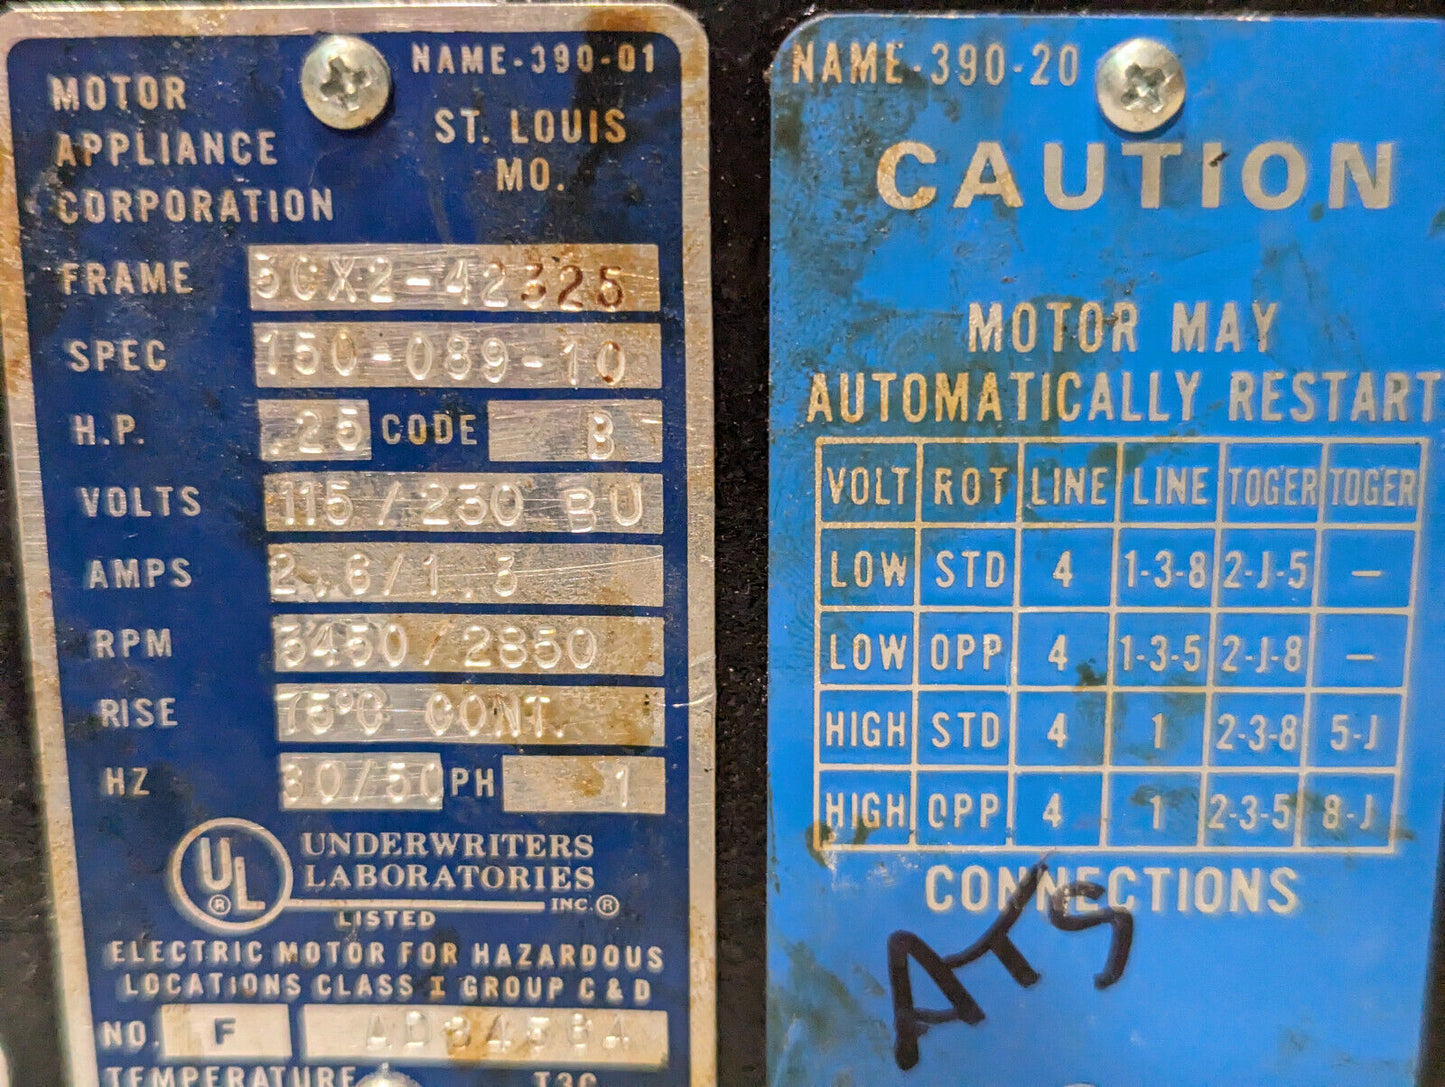 NAME-390-01
MOTOR
APPLIANCE
CORPORATION
ST. LOUIS
MO.
FRAME
SPEC 150-089-10
H.P. .25 CODE B
VOLTS 115/230 BU
AMPS
RPM 3450/2850
RISE 75°C CONT.
HZ 60/50 PH 1
UL
®
UNDERWRITERS
LABORATORIES
INC.®
LISTED
ELECTRIC MOTOR FOR HAZARDOUS
LOCATIONS CLASS I GROUP C & D
NO. F
TEMPERATURE T3C
NAME-390-20
CAUTION
MOTOR MAY
AUTOMATICALLY RESTART
VOLT ROT LINE LINE TOGER TOGER
LOW STD 4 1-3-8 2-J-5 –
LOW OPP 4 1-3-5 2-J-8 –
HIGH STD 4 1 2-3-8 5-J
HIGH OPP 4 1 2-3-5 8-J
CONNECTIONS